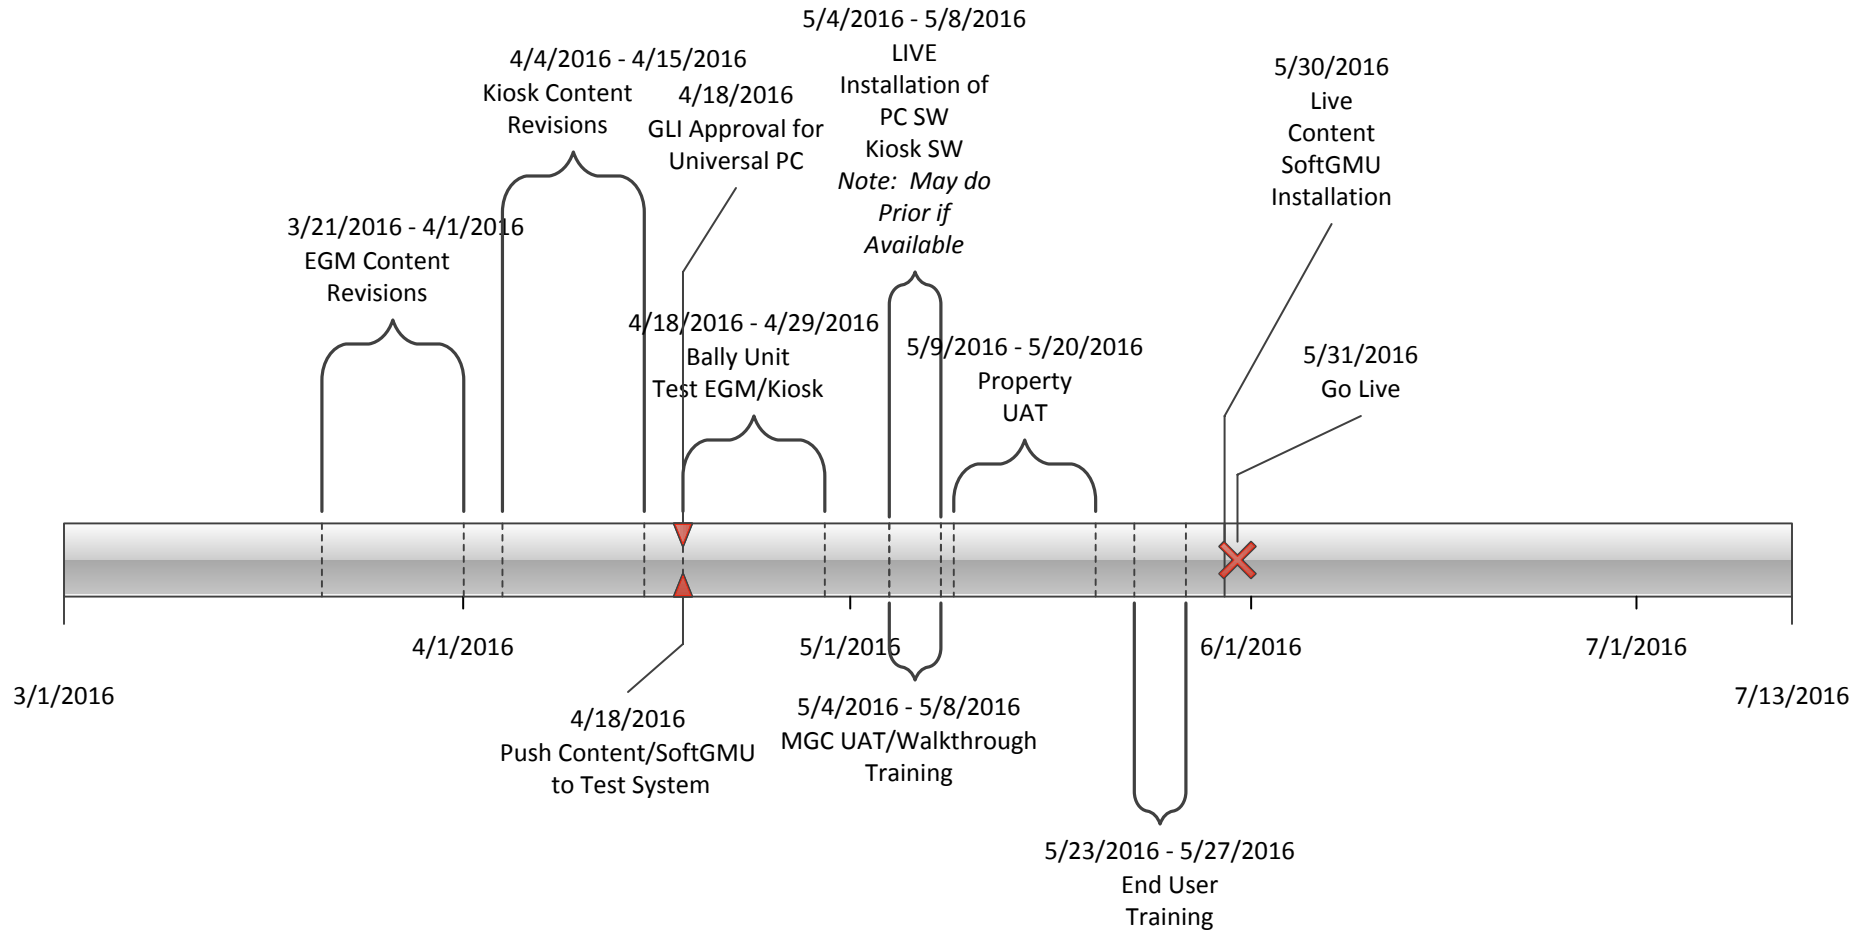 5/4/2016 - 5/8/2016
LIVE
Installation of
PC SW
Kiosk SW
Note:  May do
Prior if
Available
4/4/2016 - 4/15/2016
Kiosk Content
Revisions
4/18/2016
GLI Approval for
Universal PC
5/30/2016
Live
Content
SoftGMU
Installation
3/21/2016 - 4/1/2016
EGM Content
Revisions
4/18/2016 - 4/29/2016
Bally Unit
Test EGM/Kiosk
5/9/2016 - 5/20/2016
Property
UAT
5/31/2016
Go Live
4/1/2016
5/1/2016
6/1/2016
7/1/2016
3/1/2016
7/13/2016
4/18/2016
Push Content/SoftGMU
to Test System
5/4/2016 - 5/8/2016
MGC UAT/Walkthrough
Training
5/23/2016 - 5/27/2016
End User
Training